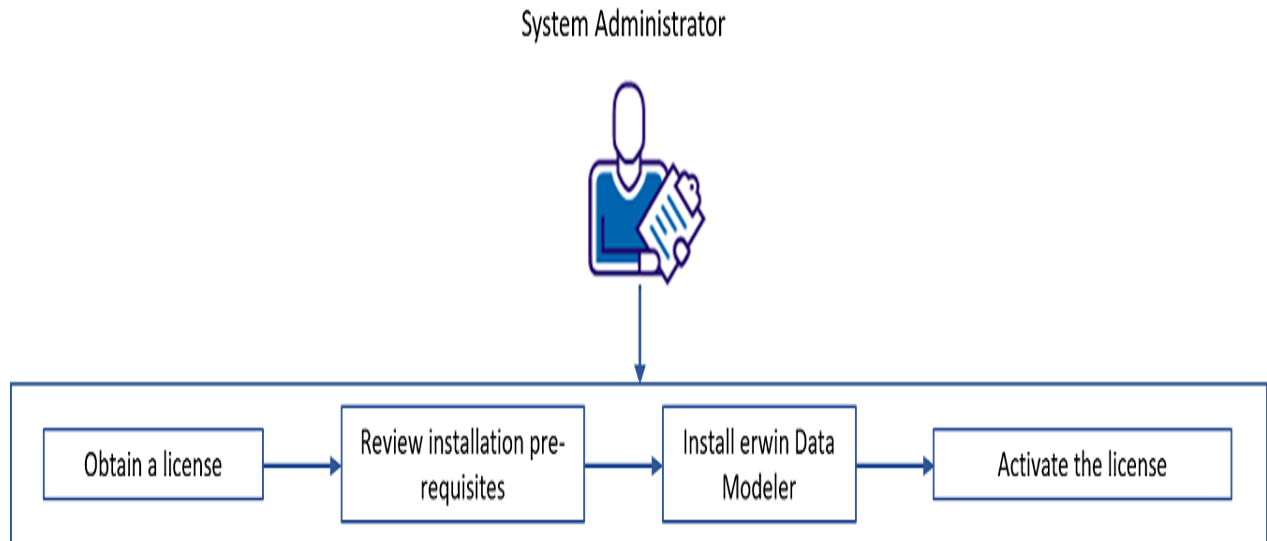 System Administrator
Obtain a license
Review installation pre-
requisites
Install erwin Data
Modeler
Activate the license